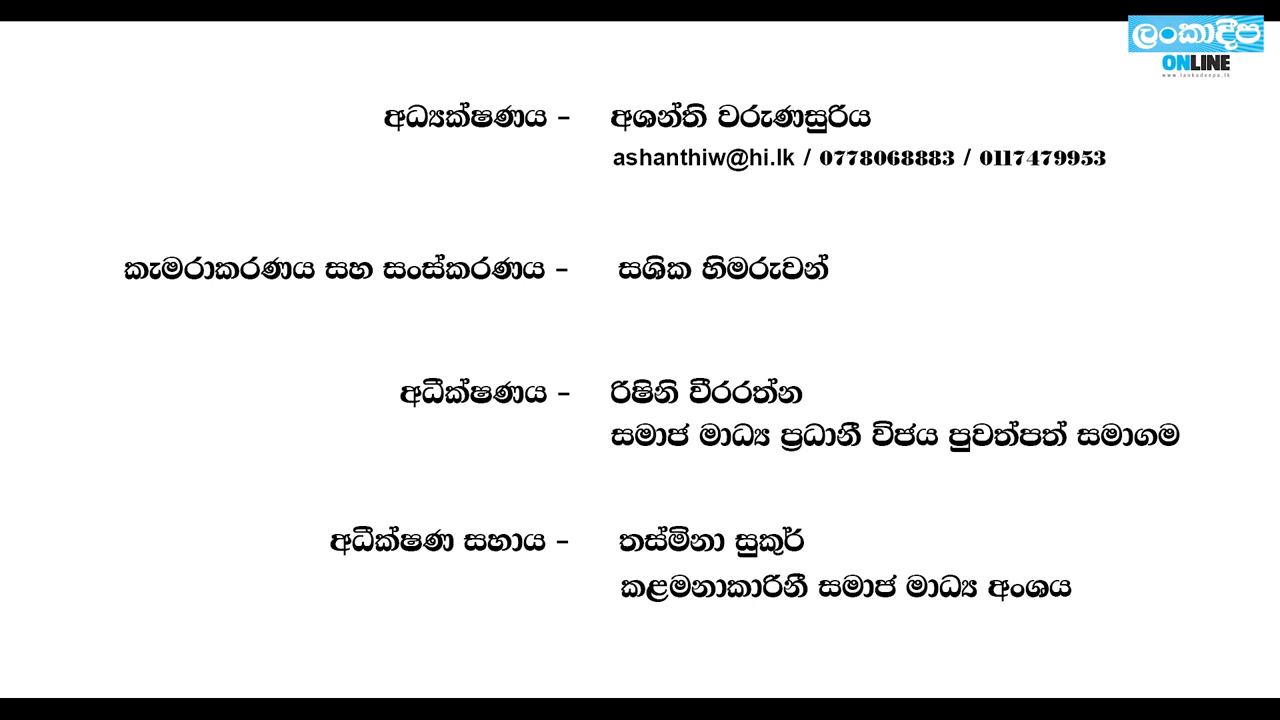 ලංකාදීප
ONLINE
www.lankadeepa.lk
අධ්‍යක්ෂණය - අශන්ති වරුණසූරිය
ashanthiw@hi.lk / 0778068883 / 0117479953
කැමරාකරණය සහ සංස්කරණය - සශික හිමරුවන්
අධීක්ෂණය - රිෂිනි වීරරත්න
සමාජ මාධ්‍ය ප්‍රධානී විජය පුවත්පත් සමාගම
අධීක්ෂණ සහාය - තස්මිනා සුකූර්
කළමනාකාරිනී සමාජ මාධ්‍ය අංශය